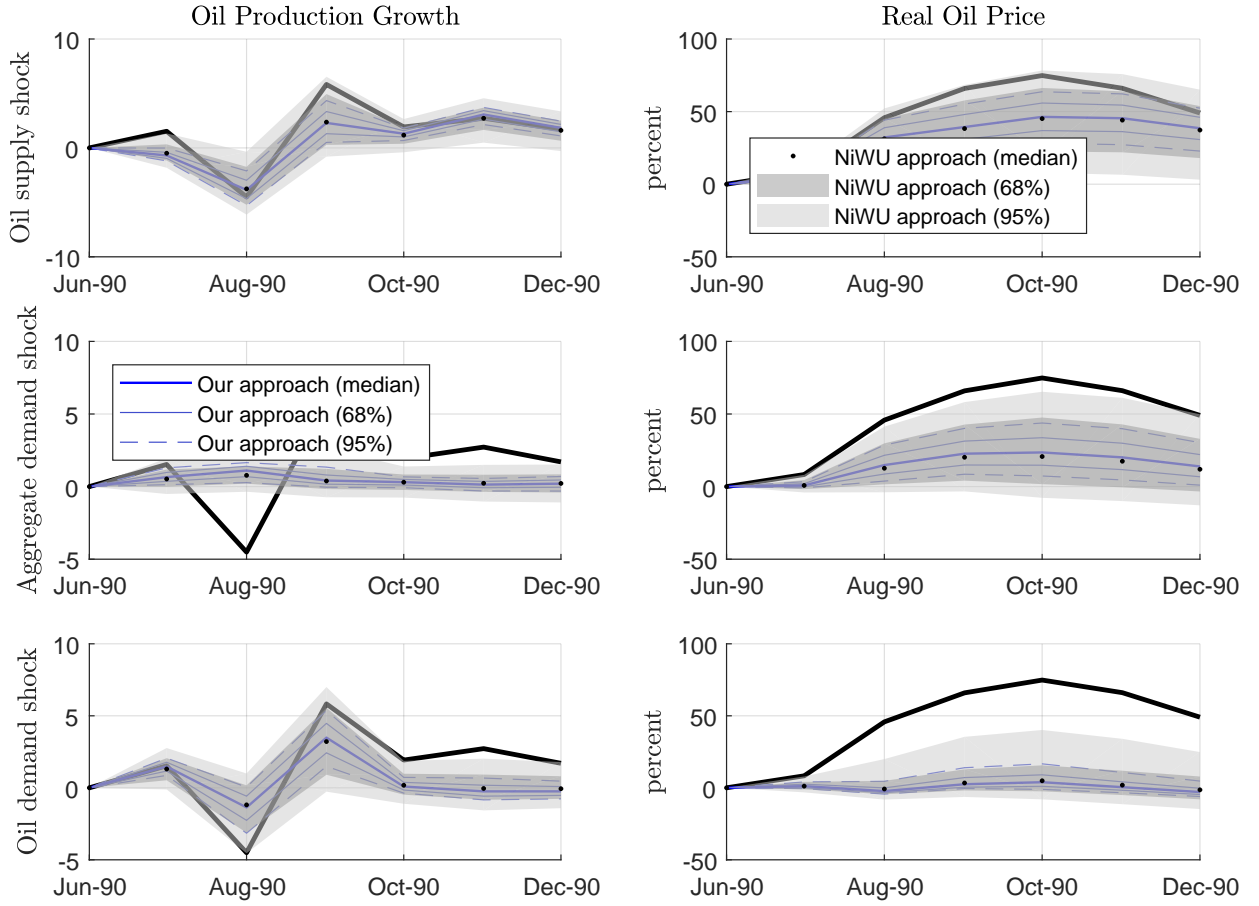 Oil Production Growth
Real Oil Price
Oil supply shock
10
0
-10
Jun-90
Aug-90
Oct-90
Dec-90
percent
100
50
0
-50
NiWU approach (median)
NiWU approach (68%)
NiWU approach (95%)
Jun-90
Aug-90
Oct-90
Dec-90
Aggregate demand shock
10
5
0
-5
Our approach (median)
Our approach (68%)
Our approach (95%)
Jun-90
Aug-90
Oct-90
Dec-90
percent
100
50
0
-50
Jun-90
Aug-90
Oct-90
Dec-90
Oil demand shock
10
5
0
-5
Jun-90
Aug-90
Oct-90
Dec-90
percent
100
50
0
-50
Jun-90
Aug-90
Oct-90
Dec-90